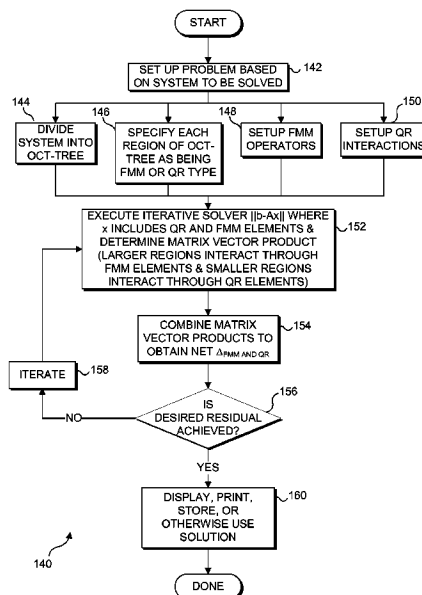 START
SET UP PROBLEM BASED
ON SYSTEM TO BE SOLVED
142
144
DIVIDE
SYSTEM INTO
OCT-TREE
146
SPECIFY EACH
REGION OF OCT-
TREE AS BEING
FMM OR QR TYPE
148
SETUP FMM
OPERATORS
150
SETUP QR
INTERACTIONS
EXECUTE ITERATIVE SOLVER ||b-Ax|| WHERE
x INCLUDES QR AND FMM ELEMENTS &
DETERMINE MATRIX VECTOR PRODUCT
(LARGER REGIONS INTERACT THROUGH
FMM ELEMENTS & SMALLER REGIONS
INTERACT THROUGH QR ELEMENTS)
152
COMBINE MATRIX
VECTOR PRODUCTS TO
OBTAIN NET ΔFMM AND QR
154
ITERATE
158
IS
DESIRED RESIDUAL
ACHIEVED?
156
NO
YES
DISPLAY, PRINT,
STORE, OR
OTHERWISE USE
SOLUTION
160
140
DONE